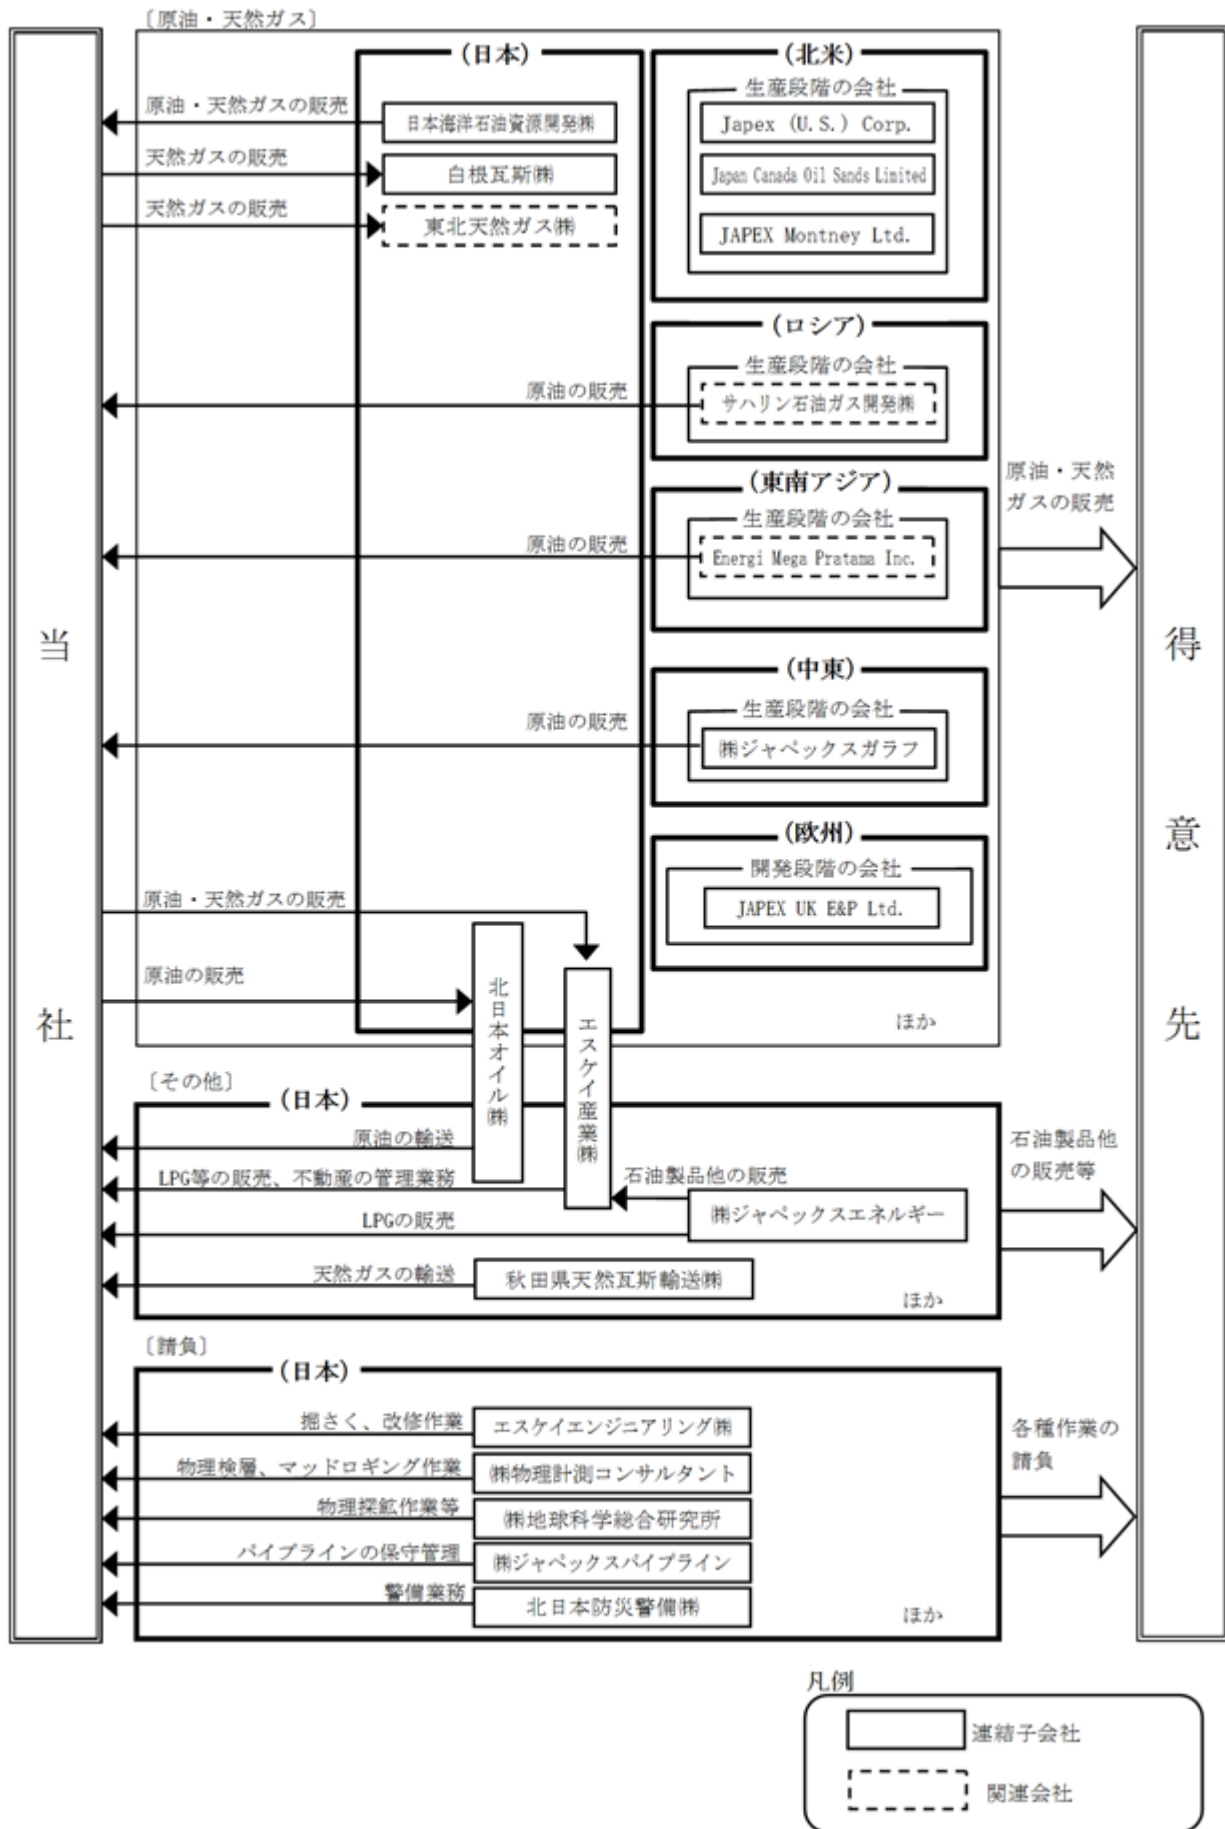 〔原油・天然ガス〕
(日本)
(北米)
生産段階の会社
原油・天然ガスの販売
日本海洋石油資源開発㈱
Japex (U.S.) Corp.
天然ガスの販売
白根瓦斯㈱
Japan Canada Oil Sands Limited
天然ガスの販売
東北天然ガス㈱
JAPEX Montney Ltd.
(ロシア)
生産段階の会社
原油の販売
サハリン石油ガス開発㈱
(東南アジア)
原油・天然
ガスの販売
生産段階の会社
原油の販売
Energi Mega Pratama Inc.
当社
得意先
(中東)
生産段階の会社
原油の販売
㈱ジャペックスガラフ
(欧州)
開発段階の会社
原油・天然ガスの販売
JAPEX UK E&P Ltd.
原油の販売
北日本オイル㈱
エスケイ産業㈱
ほか
〔その他〕
(日本)
原油の輸送
石油製品他
の販売等
LPG等の販売、不動産の管理業務
石油製品他の販売
㈱ジャペックスエネルギー
LPGの販売
天然ガスの輸送
秋田県天然瓦斯輸送㈱
ほか
〔請負〕
(日本)
掘さく、改修作業
エスケイエンジニアリング㈱
各種作業の
請負
物理検層、マッドロギング作業
㈱物理計測コンサルタント
物理探鉱作業等
㈱地球科学総合研究所
パイプラインの保守管理
㈱ジャペックスパイプライン
警備業務
北日本防災警備㈱
ほか
凡例
連結子会社
関連会社